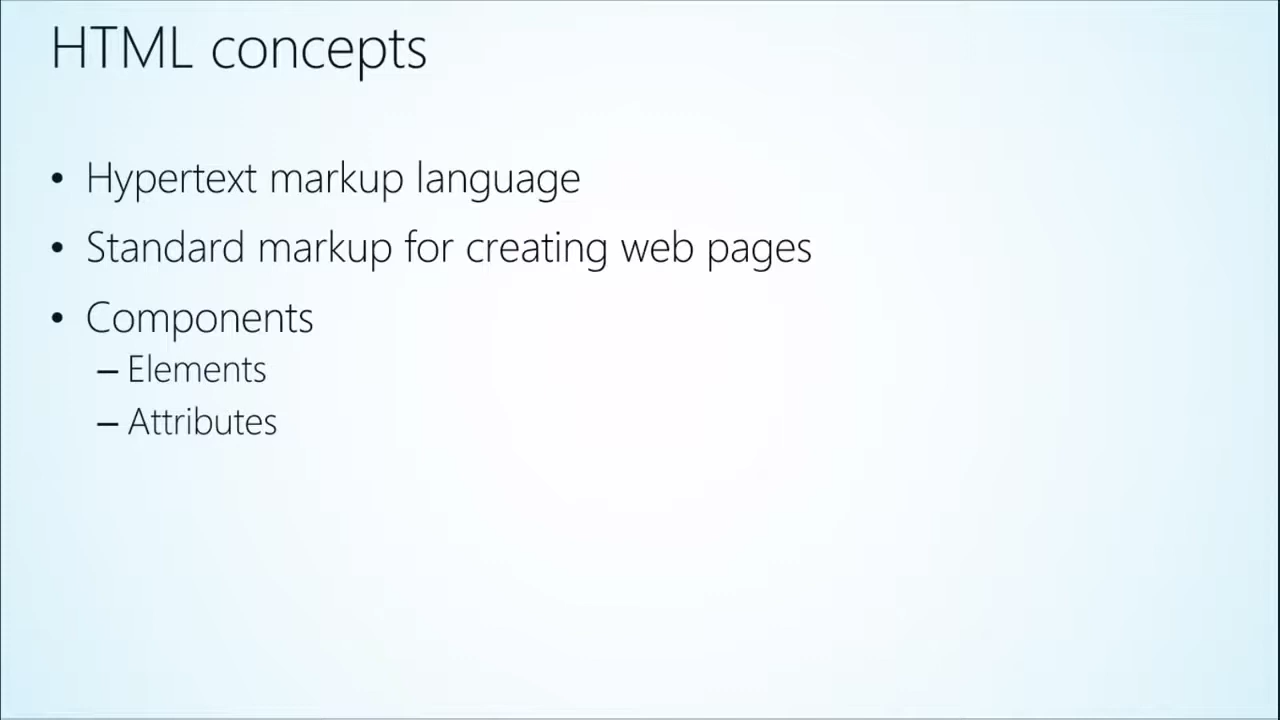 HTML concepts
• Hypertext markup language
• Standard markup for creating web pages
• Components
– Elements
– Attributes